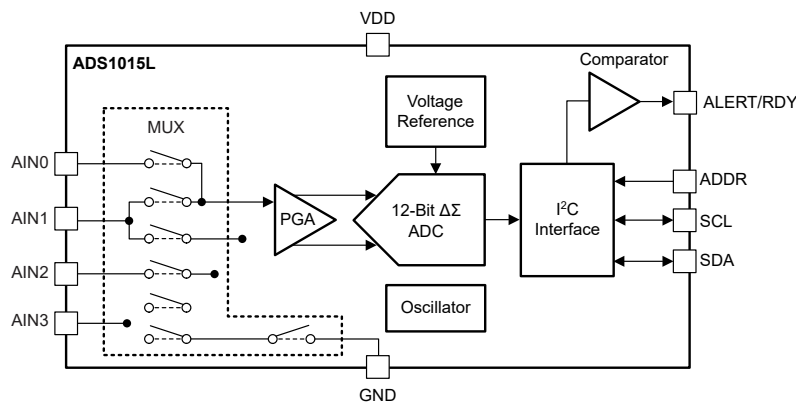 VDD
ADS1015L
Comparator
MUX
Voltage
Reference
ALERT/RDY
AIN0
ADDR
AIN1
PGA
12-Bit ΔΣ
ADC
I²C
Interface
SCL
AIN2
SDA
AIN3
Oscillator
GND